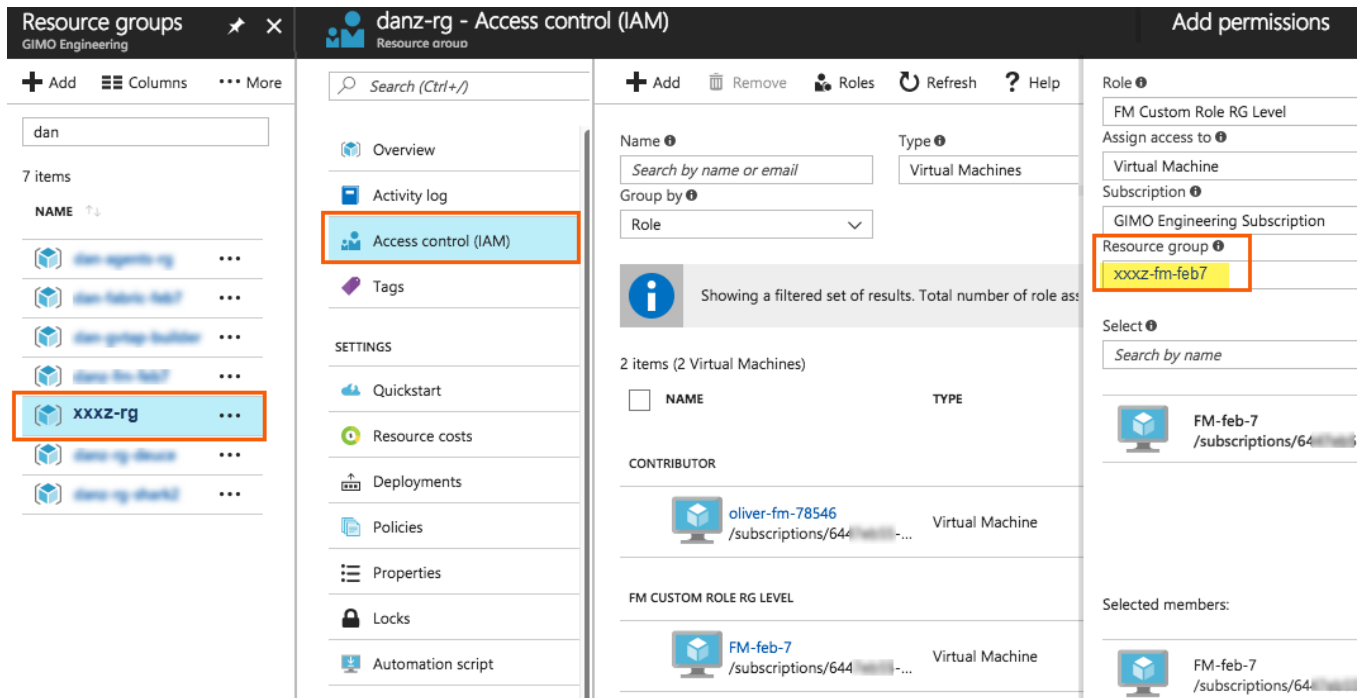 Resource groups
GIMO Engineering
Add
Columns
More
dan
7 items
NAME
xxxz-rg
danz-rg - Access control (IAM)
Resource group
Search (Ctrl+/)
Overview
Activity log
Access control (IAM)
Tags
SETTINGS
Quickstart
Resource costs
Deployments
Policies
Properties
Locks
Automation script
Add
Remove
Roles
Refresh
Help
Name
Search by name or email
Type
Virtual Machines
Group by
Role
Showing a filtered set of results. Total number of role ass
2 items (2 Virtual Machines)
NAME
TYPE
CONTRIBUTOR
oliver-fm-78546
/subscriptions/644
Virtual Machine
FM CUSTOM ROLE RG LEVEL
FM-feb-7
/subscriptions/644
Virtual Machine
Add permissions
Role
FM Custom Role RG Level
Assign access to
Virtual Machine
Subscription
GIMO Engineering Subscription
Resource group
xxxz-fm-feb7
Select
Search by name
FM-feb-7
/subscriptions/64
Selected members:
FM-feb-7
/subscriptions/64